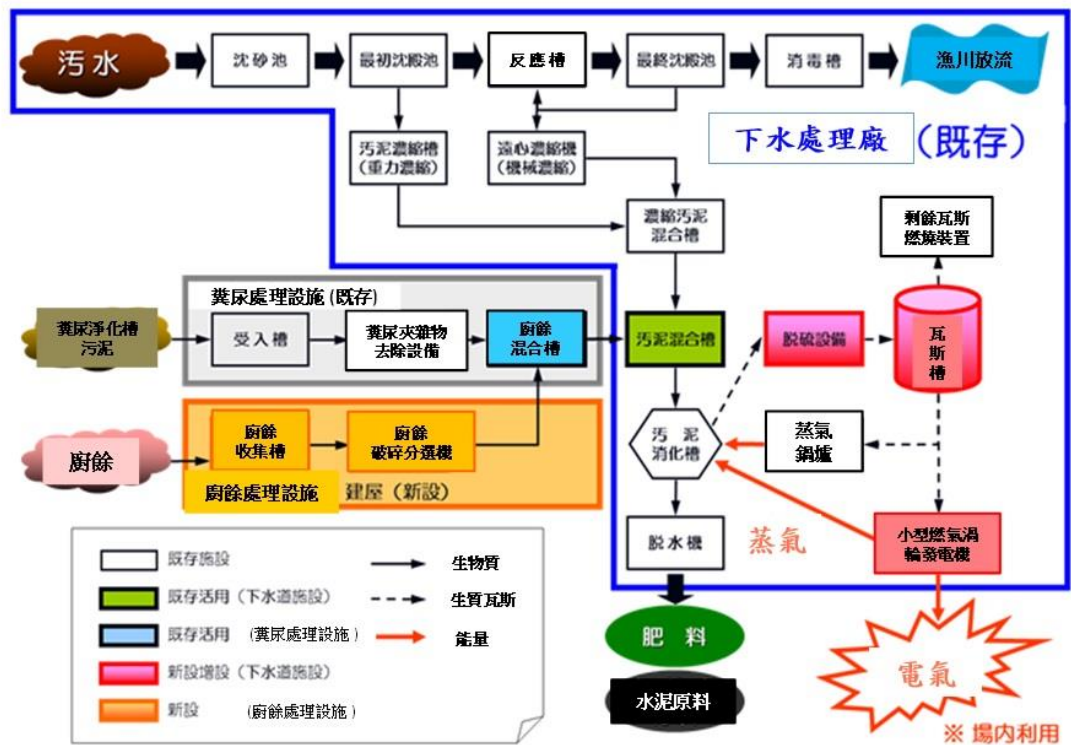 汚水
沈砂池
最初沈殿池
反應槽
最終沈殿池
消毒槽
漁川放流
汚泥濃縮槽
(重力濃縮)
遠心濃縮機
(機械濃縮)
下水處理廠 (既存)
濃縮汚泥
混合槽
剩餘瓦斯
燃燒裝置
糞尿處理設施 (既存)
糞尿淨化槽
污泥
受入槽
糞尿夾雜物
去除設備
廚餘
混合槽
污泥混合槽
脫硫設備
瓦
斯
槽
廚餘
廚餘
收集槽
廚餘
破碎分選機
汚 泥
消化槽
蒸氣
鍋爐
廚餘處理設施 建屋 (新設)
脱水機
蒸氣
小型燃氣渦
輪發電機
既存施設
生物質
既存活用 (下水道施設)
生質瓦斯
既存活用 (糞尿處理設施)
能量
新設增設 (下水道施設)
新設 (廚餘處理設施)
肥 料
水泥原料
電氣
※ 場內利用